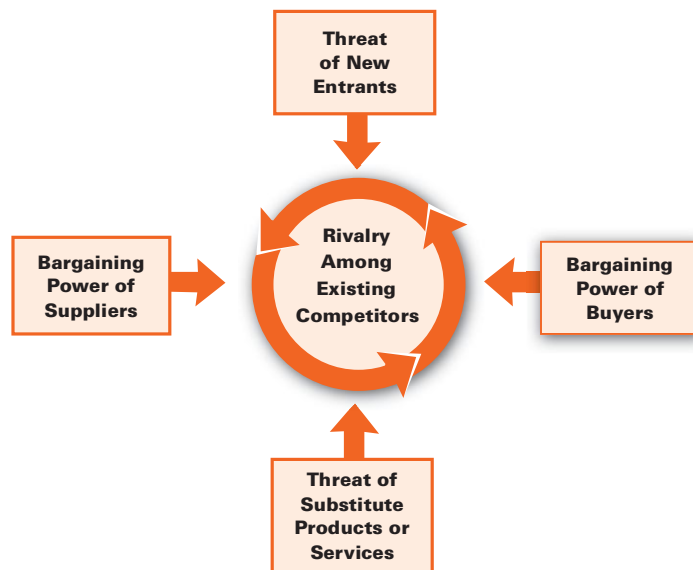 Threat
of New
Entrants
Rivalry
Among
Existing
Competitors
Bargaining
Power of
Suppliers
Bargaining
Power of
Buyers
Threat of
Substitute
Products or
Services